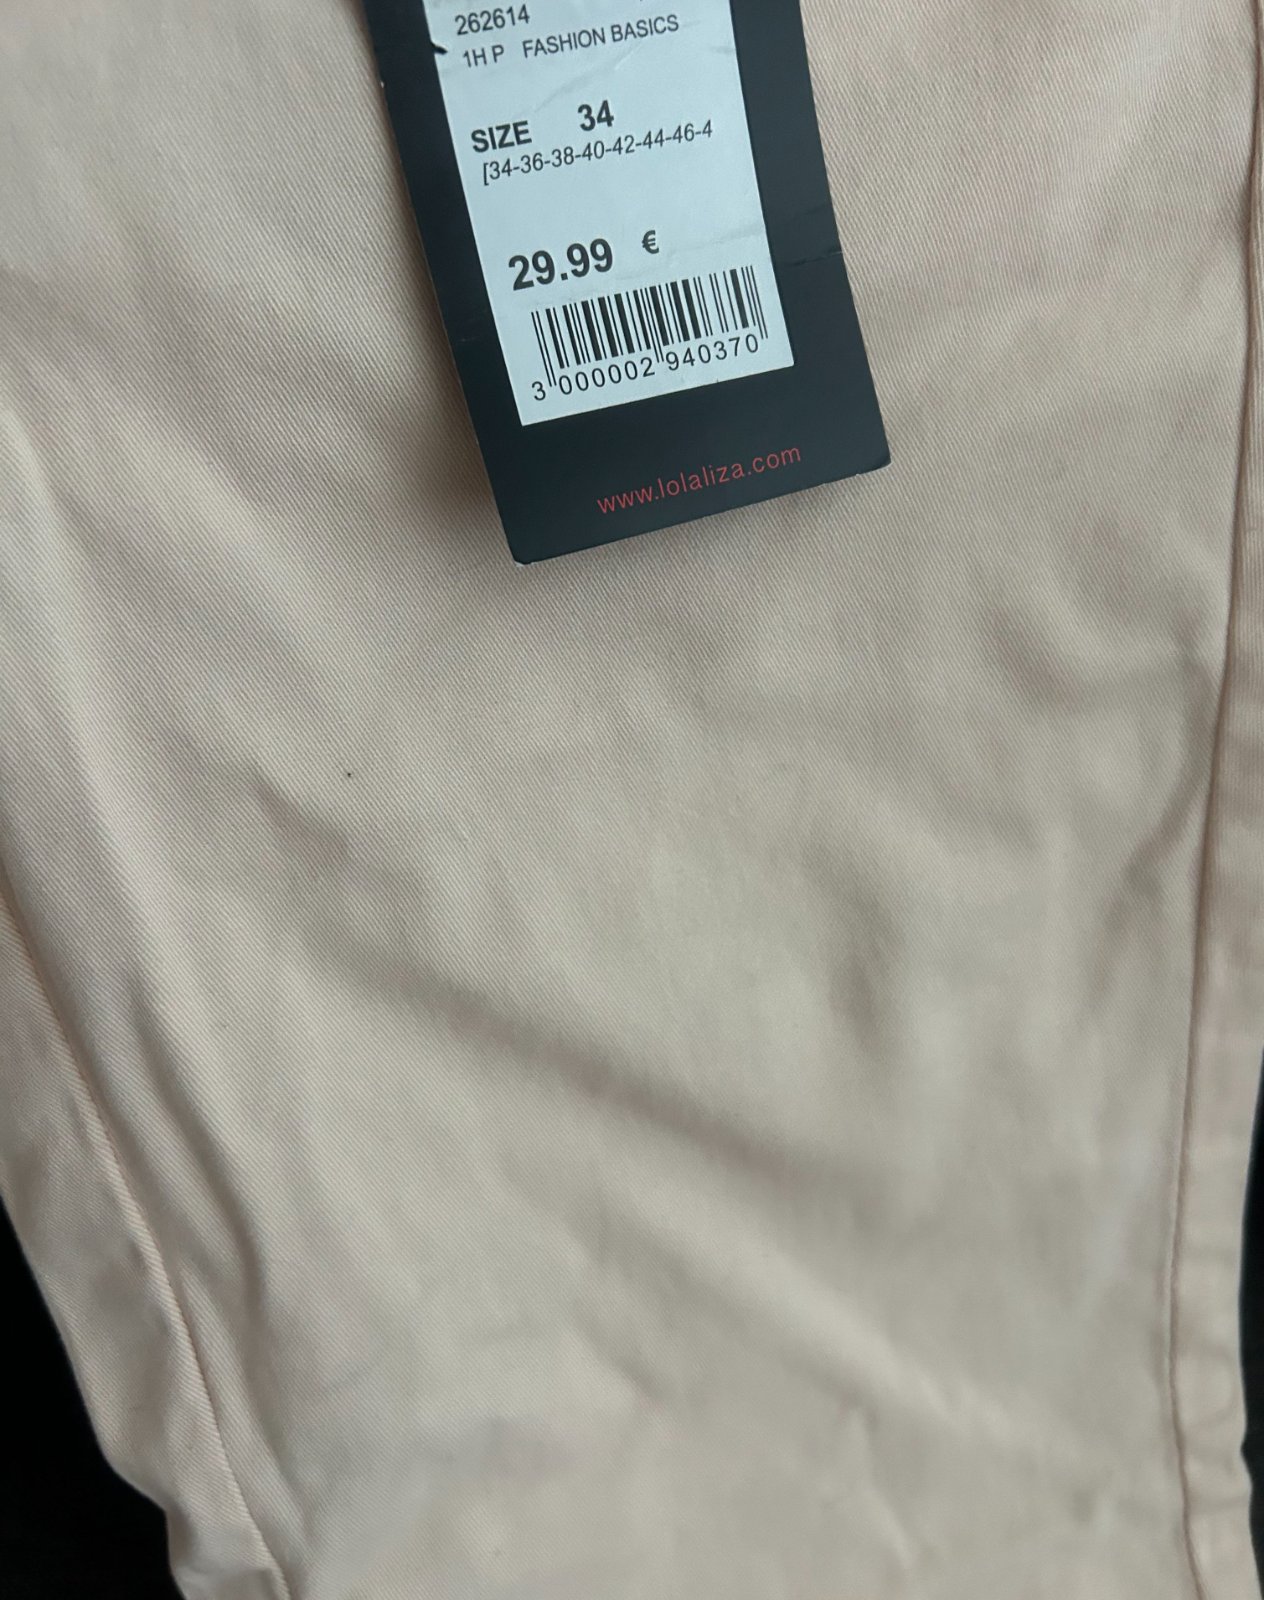 262614
1H P FASHION BASICS
SIZE 34
[34-36-38-40-42-44-46-4
29.99 €
3 000002 940370
www.lolaliza.com